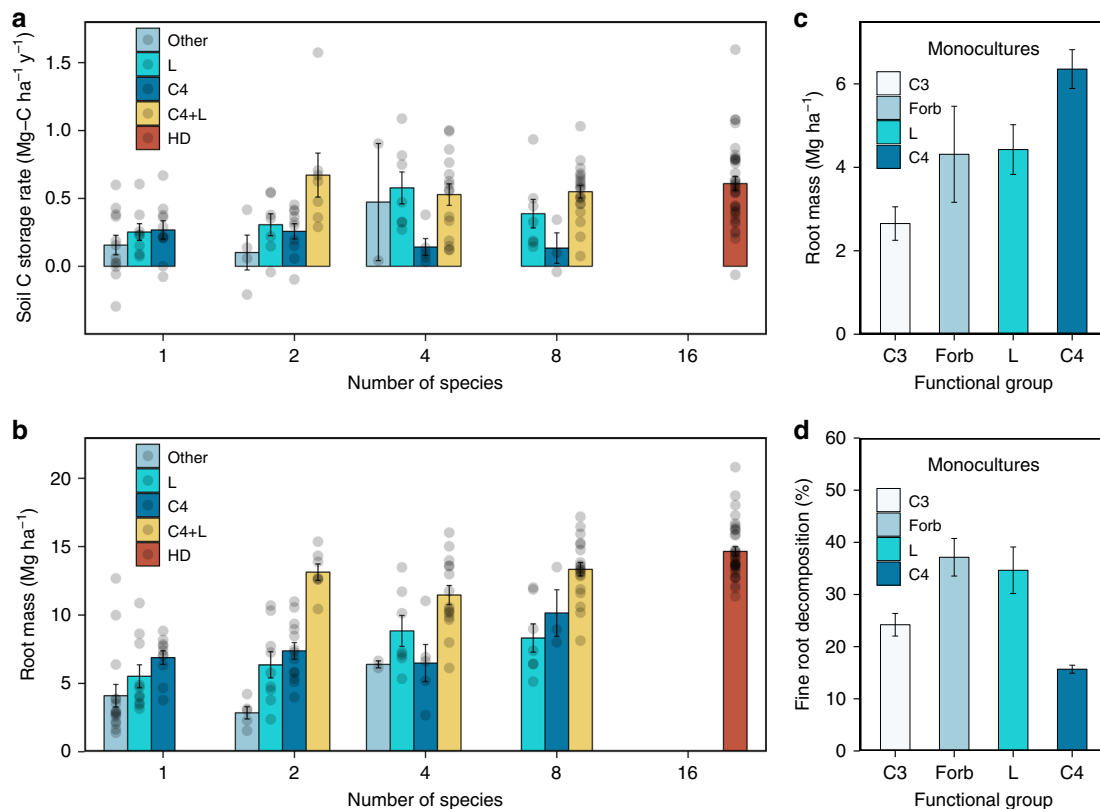 a
Soil C storage rate (Mg–C ha⁻¹ y⁻¹)
1.5
1.0
0.5
0.0
Other
L
C4
C4+L
HD
1 2 4 8 16
Number of species
b
Root mass (Mg ha⁻¹)
20
15
10
5
0
Other
L
C4
C4+L
HD
1 2 4 8 16
Number of species
c
Root mass (Mg ha⁻¹)
6
4
2
0
Monocultures
C3
Forb
L
C4
C3 Forb L C4
Functional group
d
Fine root decomposition (%)
60
50
40
30
20
10
0
Monocultures
C3
Forb
L
C4
C3 Forb L C4
Functional group